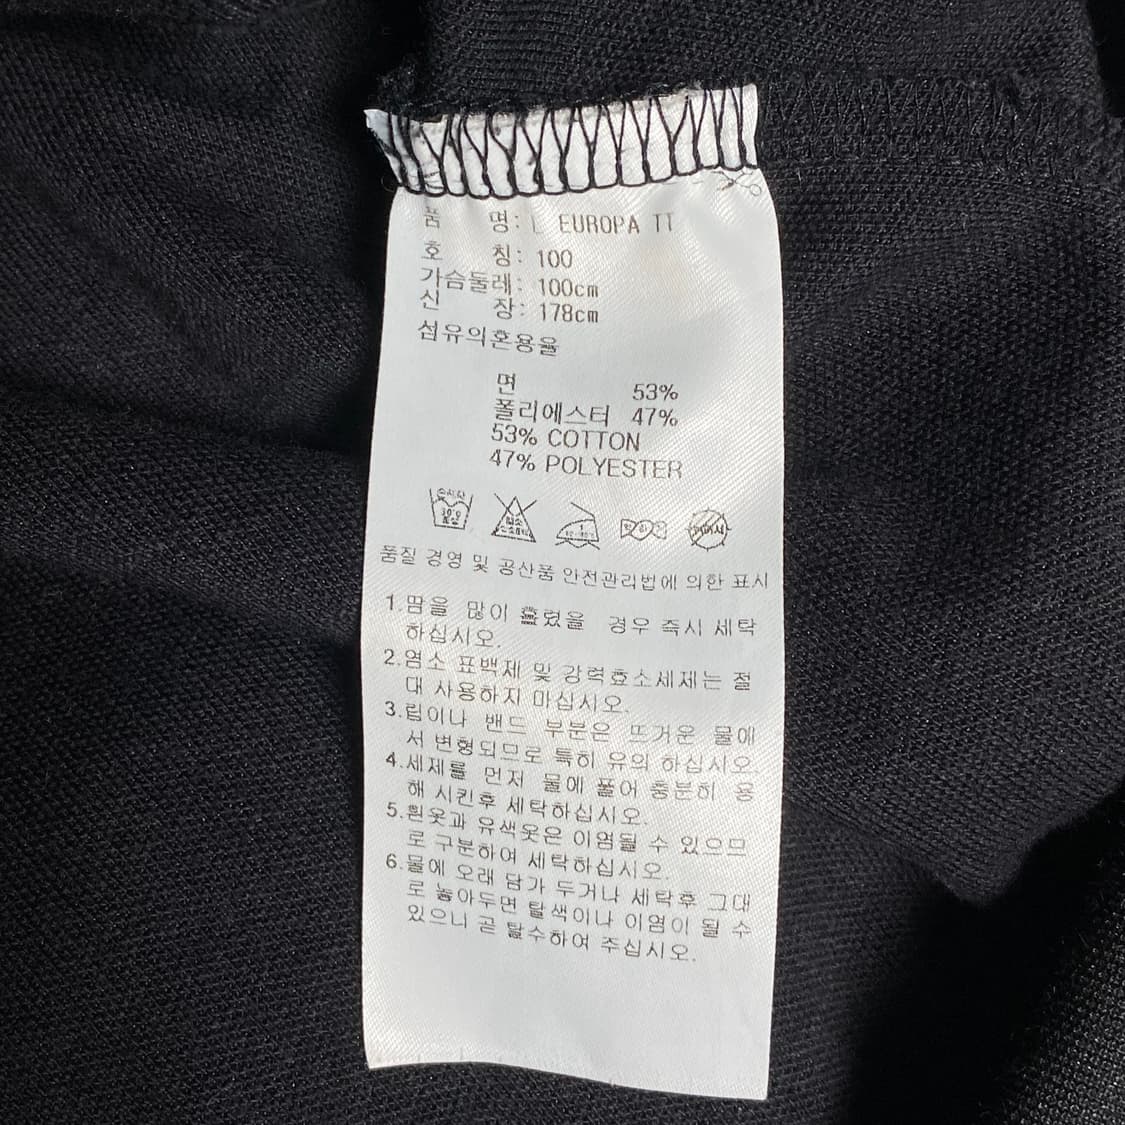 품 명: L EUROPA TT
호 칭: 100
가슴둘레: 100cm
신 장: 178cm
섬유의혼용율
면 53%
폴리에스터 47%
53% COTTON
47% POLYESTER
품질 경영 및 공산품 안전관리법에 의한 표시
1.땀을 많이 흘렸을 경우 즉시 세탁
하십시오.
2.염소 표백제 및 강력효소세제는 절
대 사용하지 마십시오.
3.립이나 밴드 부분은 뜨거운 물에
서 변형되므로 특히 유의 하십시오.
4.세제를 먼저 물에 풀어 충분히 용
해 시킨후 세탁하십시오.
5.흰옷과 유색옷은 이염될 수 있으므
로 구분하여 세탁하십시오.
6.물에 오래 담가 두거나 세탁후 그대
로 놓아두면 탈색이나 이염이 될 수
있으니 곧 탈수하여 주십시오.